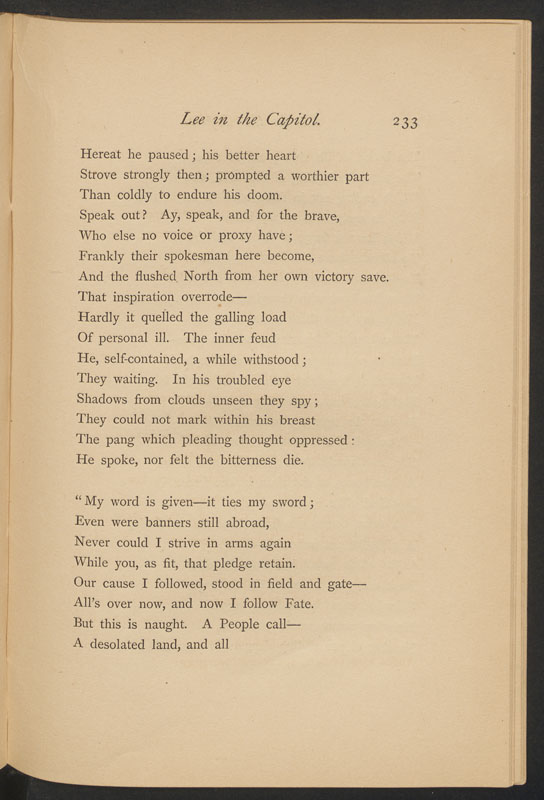 Lee in the Capitol. 233
Hereat he paused; his better heart
Strove strongly then; prompted a worthier part
Than coldly to endure his doom.
Speak out? Ay, speak, and for the brave,
Who else no voice or proxy have;
Frankly their spokesman here become,
And the flushed North from her own victory save.
That inspiration overrode—
Hardly it quelled the galling load
Of personal ill. The inner feud
He, self-contained, a while withstood;
They waiting. In his troubled eye
Shadows from clouds unseen they spy;
They could not mark within his breast
The pang which pleading thought oppressed:
He spoke, nor felt the bitterness die.
"My word is given—it ties my sword;
Even were banners still abroad,
Never could I strive in arms again
While you, as fit, that pledge retain.
Our cause I followed, stood in field and gate—
All's over now, and now I follow Fate.
But this is naught. A People call—
A desolated land, and all